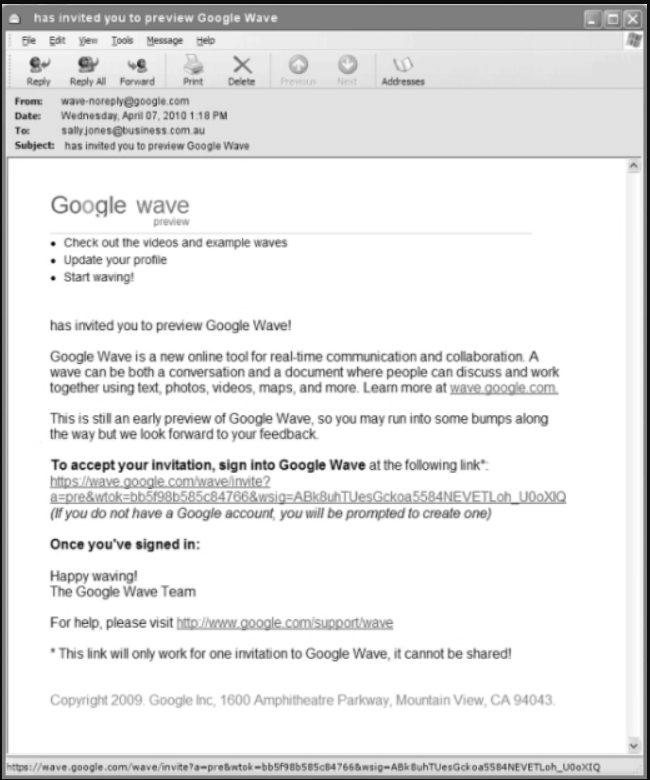 has invited you to preview Google Wave
File Edit View Tools Message Help
Reply Reply All Forward Print Delete Previous Next Addresses
From: wave-noreply@google.com
Date: Wednesday, April 07, 2010 1:18 PM
To: sally.jones@business.com.au
Subject: has invited you to preview Google Wave
Google wave
preview
• Check out the videos and example waves
• Update your profile
• Start waving!
has invited you to preview Google Wave!
Google Wave is a new online tool for real-time communication and collaboration. A
wave can be both a conversation and a document where people can discuss and work
together using text, photos, videos, maps, and more. Learn more at wave.google.com.
This is still an early preview of Google Wave, so you may run into some bumps along
the way but we look forward to your feedback.
To accept your invitation, sign into Google Wave at the following link*:
https://wave.google.com/wave/invite?
a=pre&wtok=bb5f98b585c84766&wsig=ABk8uhTUesGckoa5584NEVETLoh_U0oXIQ
(If you do not have a Google account, you will be prompted to create one)
Once you've signed in:
Happy waving!
The Google Wave Team
For help, please visit http://www.google.com/support/wave
* This link will only work for one invitation to Google Wave, it cannot be shared!
Copyright 2009. Google Inc, 1600 Amphitheatre Parkway, Mountain View, CA 94043.
https://wave.google.com/wave/invite?a=pre&wtok=bb5f98b585c84766&wsig=ABk8uhTUesGckoa5584NEVETLoh_U0oXIQ